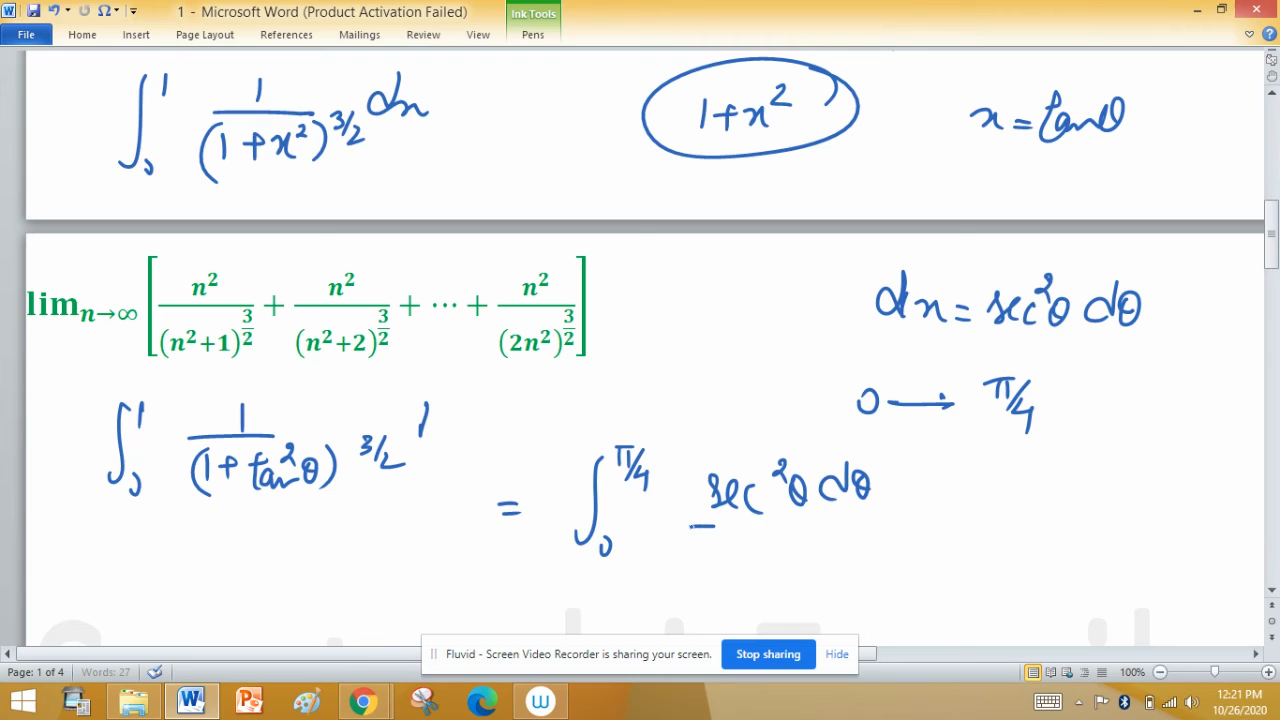 1 - Microsoft Word (Product Activation Failed)
Ink Tools
File Home Insert Page Layout References Mailings Review View Pens
∫₀¹ 1/(1+x²)^{3/2} dx
1+x²
x = tanθ
lim_{n→∞} [n²/(n²+1)^{3/2} + n²/(n²+2)^{3/2} + ⋯ + n²/(2n²)^{3/2}]
dx = sec²θ dθ
0 → π/4
∫₀¹ 1/(1+tan²θ)^{3/2}
= ∫₀^{π/4} sec²θ dθ
Fluvid - Screen Video Recorder is sharing your screen. Stop sharing Hide
Page: 1 of 4 Words: 27 100%
12:21 PM
10/26/2020